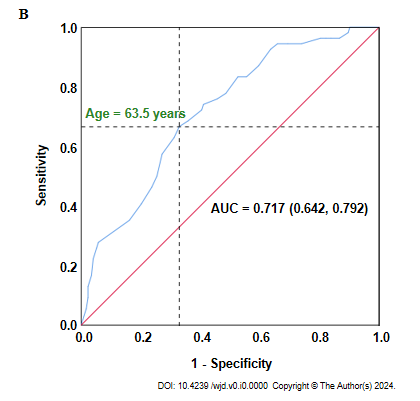 B
1.0
0.8
0.6
0.4
0.2
0.0
Sensitivity
Age = 63.5 years
AUC = 0.717 (0.642, 0.792)
0.0 0.2 0.4 0.6 0.8 1.0
1 - Specificity
DOI: 10.4239 /wjd.v0.i0.0000 Copyright © The Author(s) 2024.